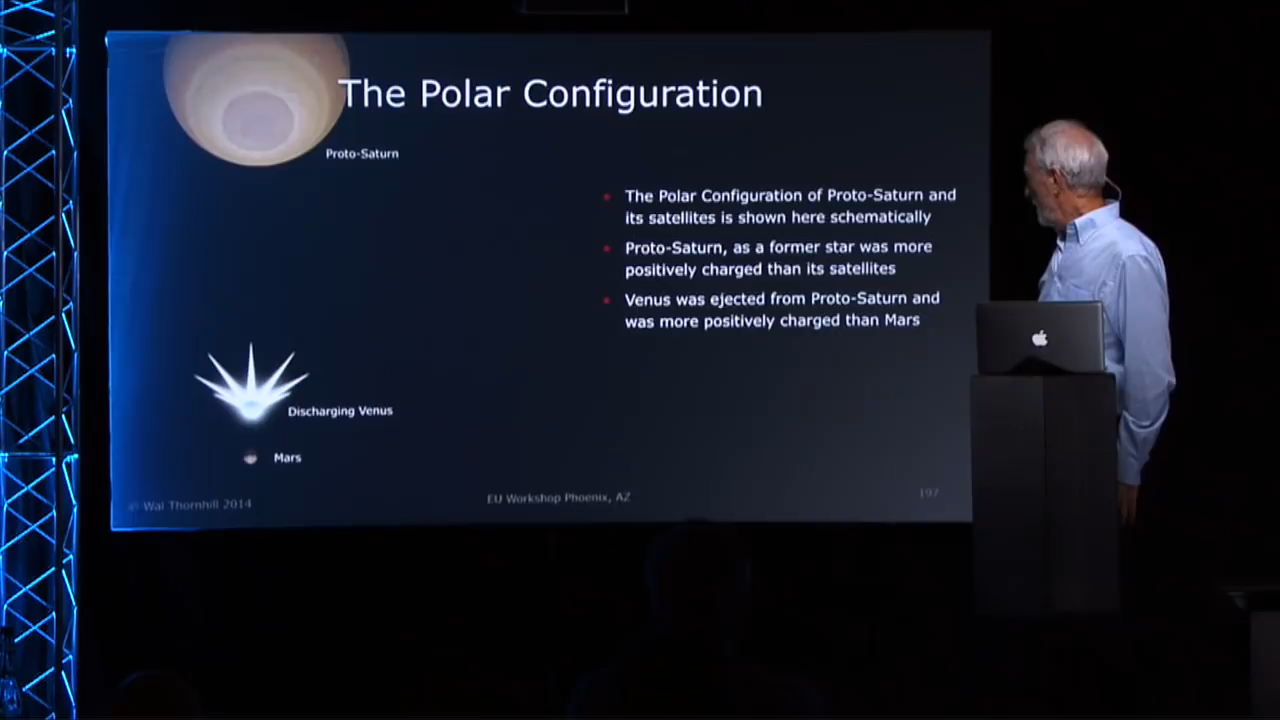 The Polar Configuration
Proto-Saturn
The Polar Configuration of Proto-Saturn and
its satellites is shown here schematically
Proto-Saturn, as a former star was more
positively charged than its satellites
Venus was ejected from Proto-Saturn and
was more positively charged than Mars
Discharging Venus
Mars
© Wal Thornhill 2014
EU Workshop Phoenix, AZ
197